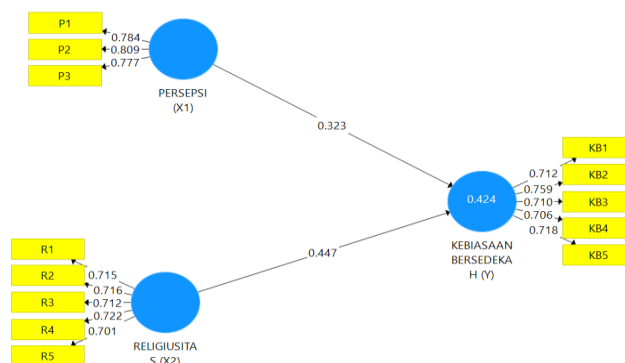 P1
P2
P3
0.784
0.809
0.777
PERSEPSI
(X1)
0.323
R1
R2
R3
R4
R5
0.715
0.716
0.712
0.722
0.701
RELIGIUSITA
S (X2)
0.447
0.424
KEBIASAAN
BERSEDEKA
H (Y)
0.712
0.759
0.710
0.706
0.718
KB1
KB2
KB3
KB4
KB5